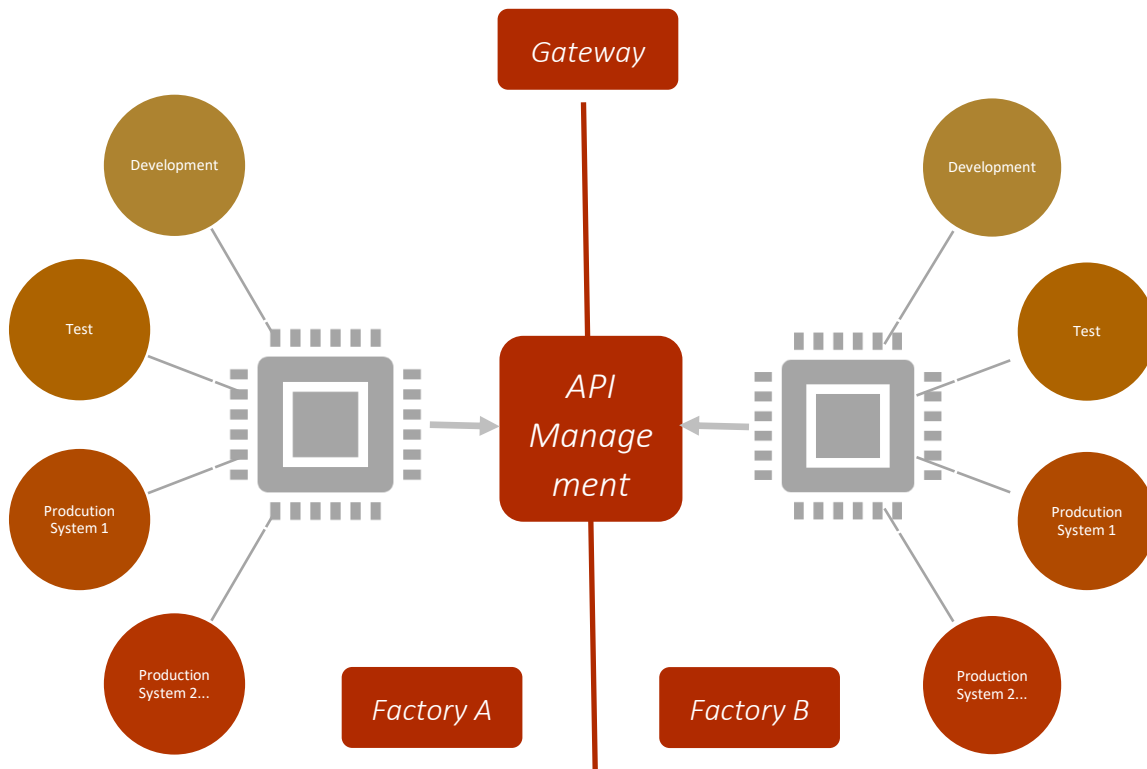 Gateway
Development
Test
Prodcution
System 1
Production
System 2...
API
Manage
ment
Development
Test
Prodcution
System 1
Production
System 2...
Factory A
Factory B